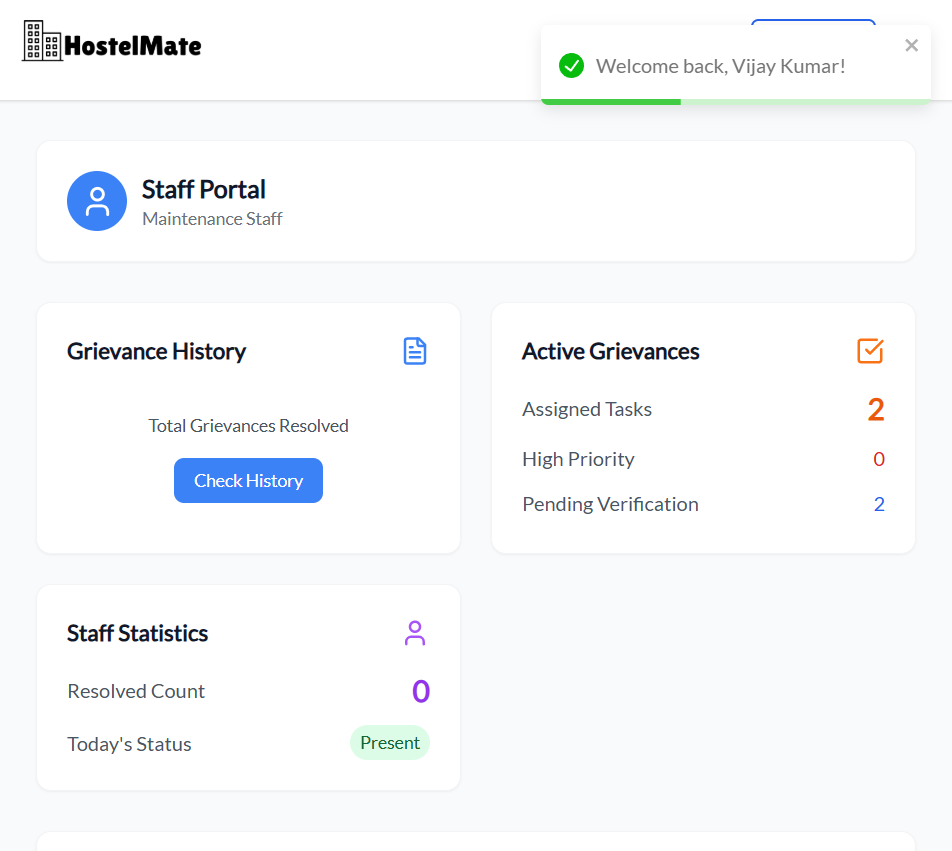 HostelMate
Welcome back, Vijay Kumar!
Staff Portal
Maintenance Staff
Grievance History
Total Grievances Resolved
Check History
Active Grievances
Assigned Tasks 2
High Priority 0
Pending Verification 2
Staff Statistics
Resolved Count 0
Today's Status Present